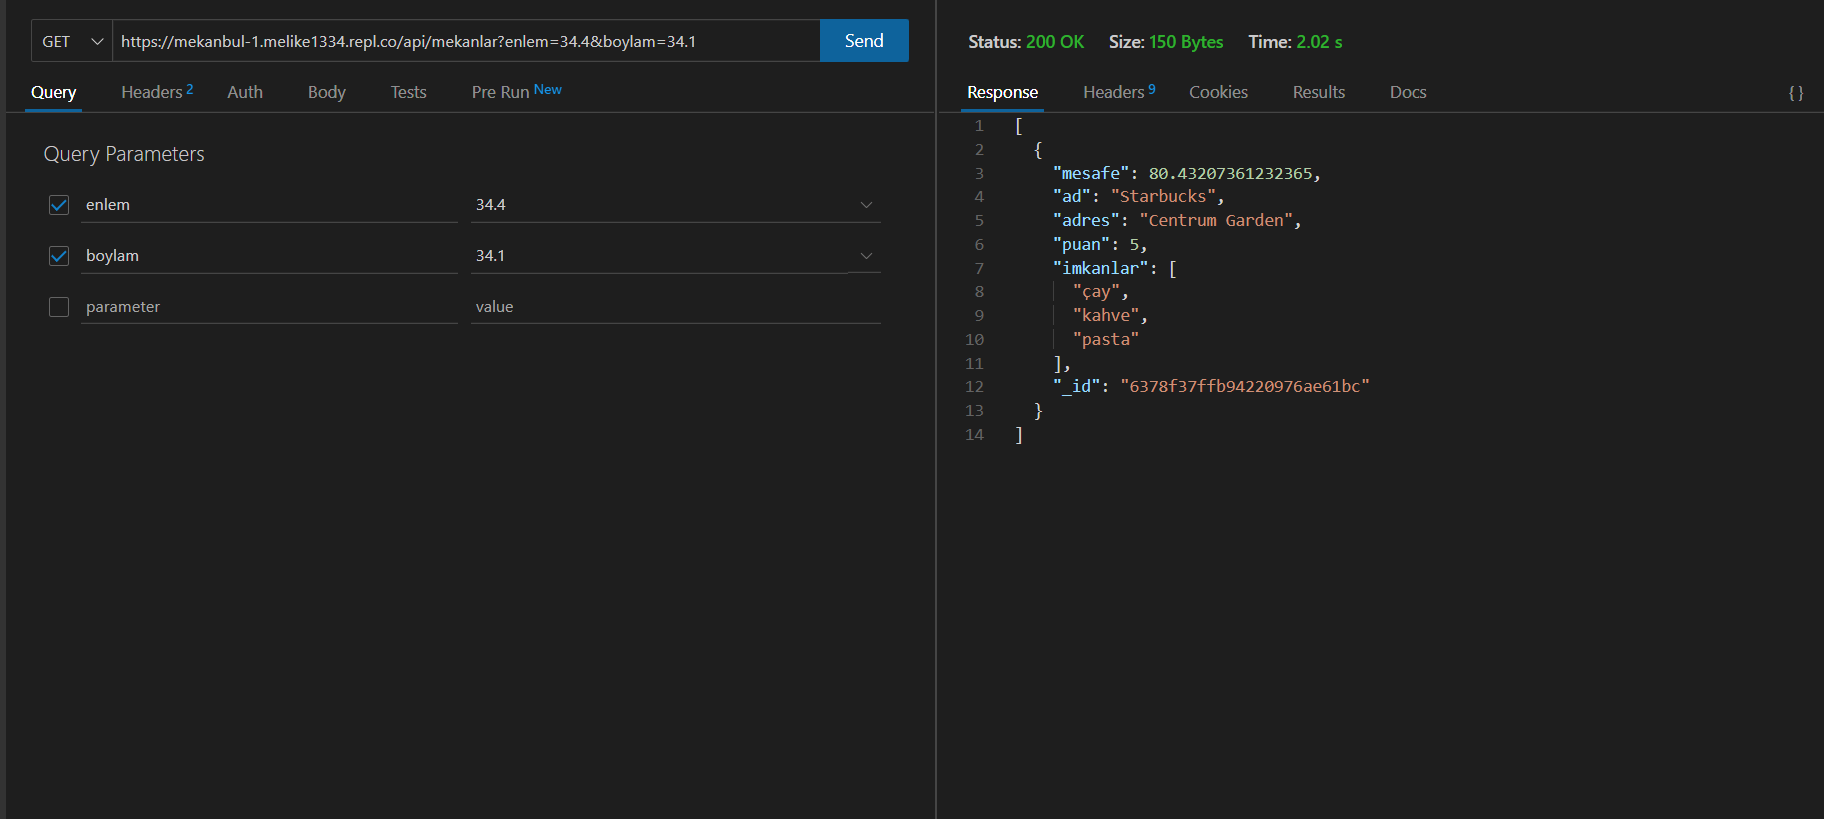 GET
https://mekanbul-1.melike1334.repl.co/api/mekanlar?enlem=34.4&boylam=34.1
Send
Query
Headers 2
Auth
Body
Tests
Pre Run New
Query Parameters
enlem
34.4
boylam
34.1
parameter
value
Status: 200 OK
Size: 150 Bytes
Time: 2.02 s
Response
Headers 9
Cookies
Results
Docs
{}
1 [
2 {
3 "mesafe": 80.43207361232365,
4 "ad": "Starbucks",
5 "adres": "Centrum Garden",
6 "puan": 5,
7 "imkanlar": [
8 "çay",
9 "kahve",
10 "pasta"
11 ],
12 "_id": "6378f37ffb94220976ae61bc"
13 }
14 ]